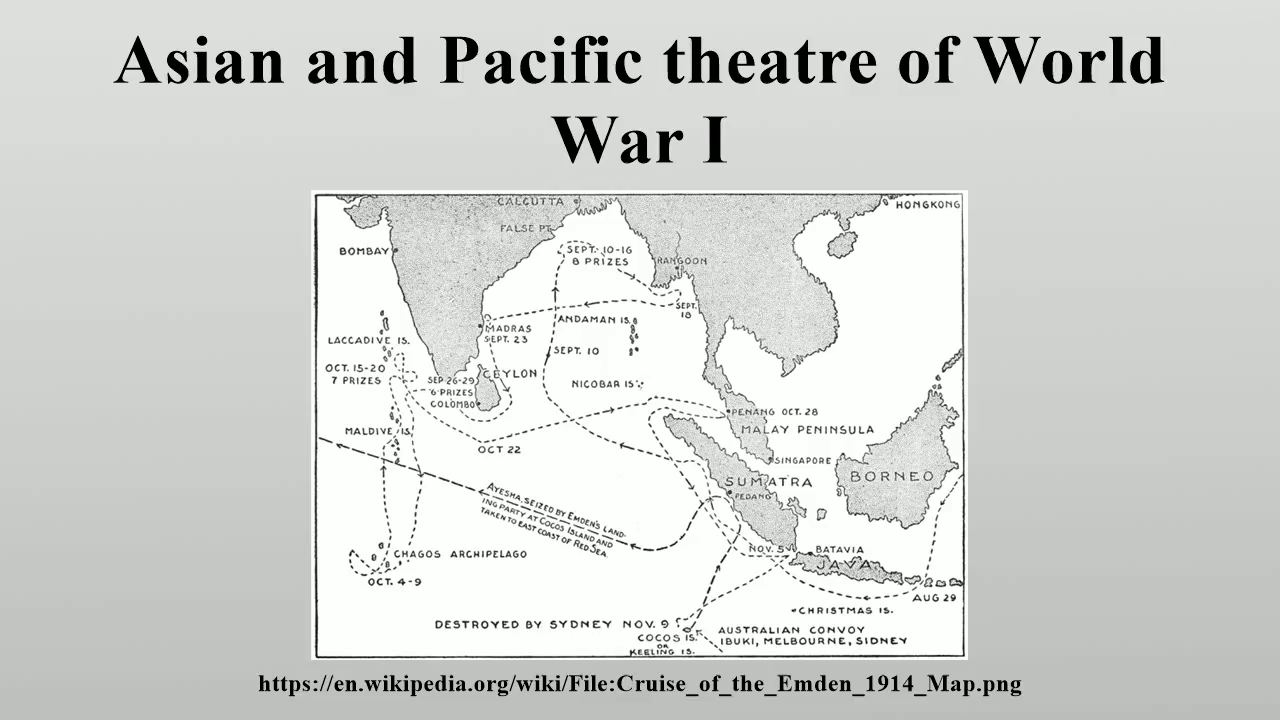 Asian and Pacific theatre of World
War I
CALCUTTA
HONGKONG
FALSE PT.
BOMBAY
SEPT. 10-16
8 PRIZES
RANGOON
SEPT.
18
ANDAMAN IS.
MADRAS
SEPT. 23
LACCADIVE IS.
SEPT. 10
OCT. 15-20
7 PRIZES
CEYLON
SEP 26-29
6 PRIZES
COLOMBO
NICOBAR IS.
PENANG OCT. 28
MALAY PENINSULA
MALDIVE IS.
OCT 22
SINGAPORE
SUMATRA
BORNEO
PEDANG
AYESHA, SEIZED BY EMDEN'S LAND-
ING PARTY AT COCOS ISLAND AND
TAKEN TO EAST COAST OF RED SEA.
NOV. 5
BATAVIA
CHAGOS ARCHIPELAGO
JAVA
OCT. 4-9
AUG 29
CHRISTMAS IS.
DESTROYED BY SYDNEY NOV. 9
COCOS IS.
OR
KEELING IS.
AUSTRALIAN CONVOY
IBUKI, MELBOURNE, SIDNEY
https://en.wikipedia.org/wiki/File:Cruise_of_the_Emden_1914_Map.png